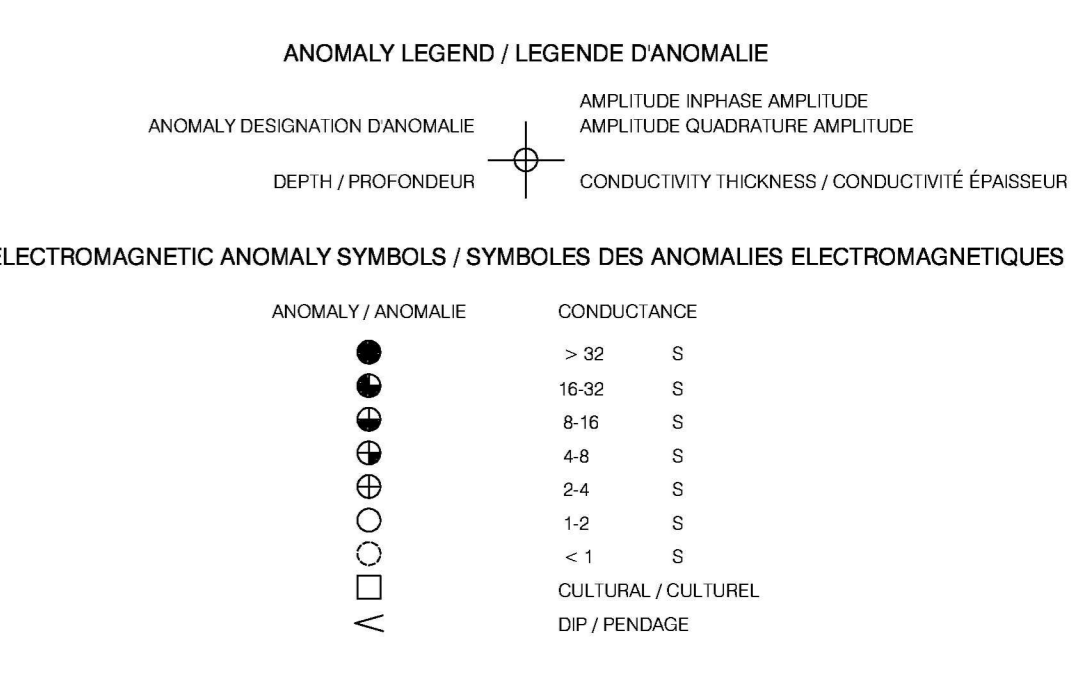 ANOMALY LEGEND / LEGENDE D'ANOMALIE
AMPLITUDE INPHASE AMPLITUDE
ANOMALY DESIGNATION D'ANOMALIE AMPLITUDE QUADRATURE AMPLITUDE
DEPTH / PROFONDEUR CONDUCTIVITY THICKNESS / CONDUCTIVITÉ ÉPAISSEUR
ELECTROMAGNETIC ANOMALY SYMBOLS / SYMBOLES DES ANOMALIES ELECTROMAGNETIQUES
ANOMALY / ANOMALIE CONDUCTANCE
> 32 S
16-32 S
8-16 S
4-8 S
2-4 S
1-2 S
< 1 S
CULTURAL / CULTUREL
DIP / PENDAGE